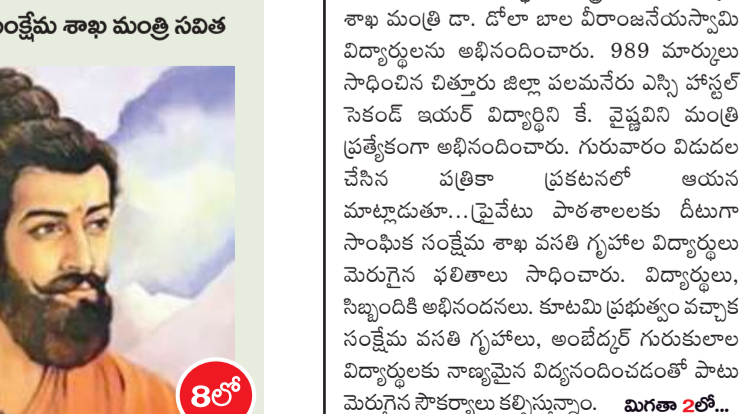 సంక్షేమ శాఖ మంత్రి సవిత
8లో
శాఖ మంత్రి డా. డోలా బాల వీరాంజనేయస్వామి
విద్యార్థులను అభినందించారు. 989 మార్కులు
సాధించిన చిత్తూరు జిల్లా పలమనేరు ఎస్సి హాస్టల్
సెకండ్ ఇయర్ విద్యార్థిని కే. వైష్ణవిని మంత్రి
ప్రత్యేకంగా అభినందించారు. గురువారం విడుదల
చేసిన పత్రికా ప్రకటనలో ఆయన
మాట్లాడుతూ...ప్రైవేటు పాఠశాలలకు దీటుగా
సాంఘిక సంక్షేమ శాఖ వసతి గృహాల విద్యార్థులు
మెరుగైన ఫలితాలు సాధించారు. విద్యార్థులు,
సిబ్బందికి అభినందనలు. కూటమి ప్రభుత్వం వచ్చాక
సంక్షేమ వసతి గృహాలు, అంబేద్కర్ గురుకులాల
విద్యార్థులకు నాణ్యమైన విద్యనందించడంతో పాటు
మెరుగైన సౌకర్యాలు కల్పిస్తున్నాం. మిగతా 2లో...